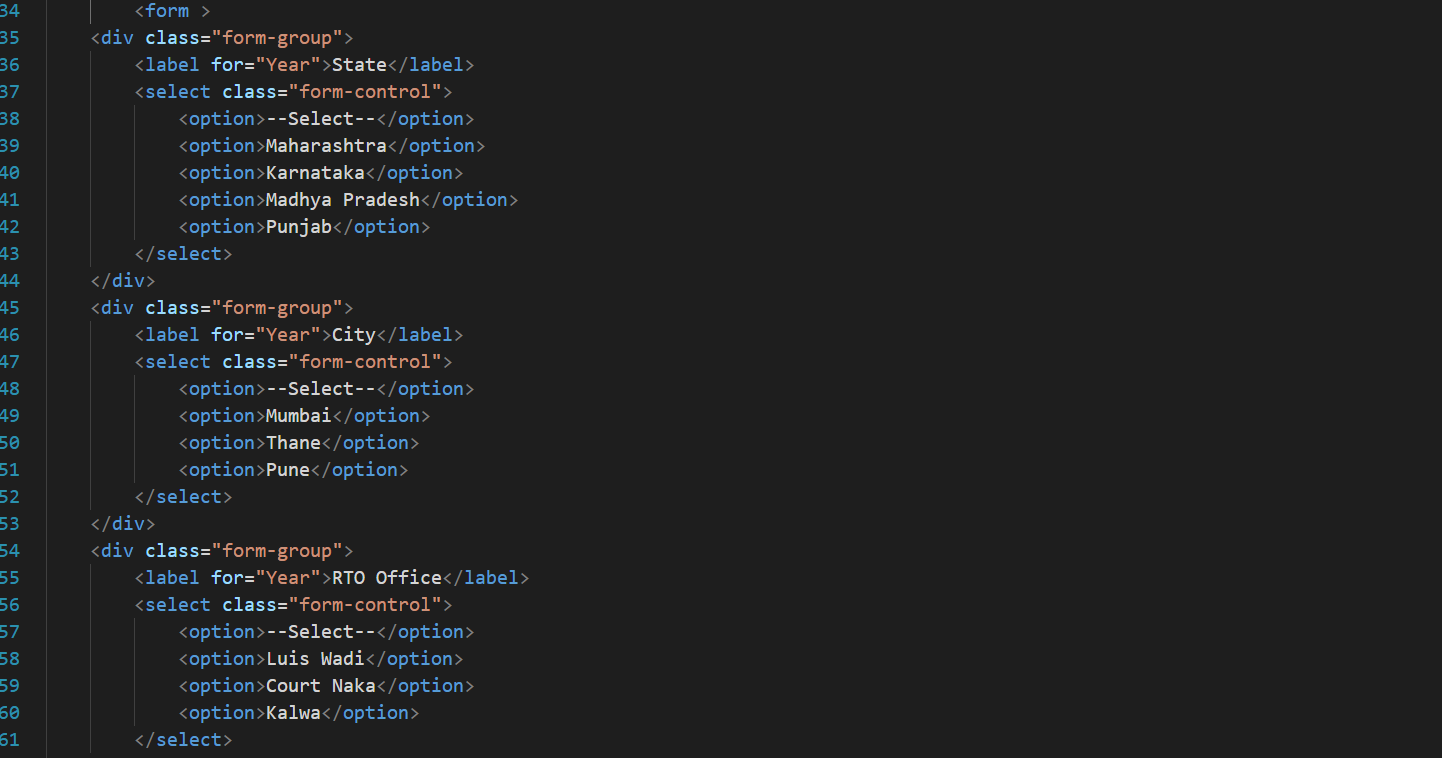 34 <form >
35 <div class="form-group">
36 <label for="Year">State</label>
37 <select class="form-control">
38 <option>--Select--</option>
39 <option>Maharashtra</option>
40 <option>Karnataka</option>
41 <option>Madhya Pradesh</option>
42 <option>Punjab</option>
43 </select>
44 </div>
45 <div class="form-group">
46 <label for="Year">City</label>
47 <select class="form-control">
48 <option>--Select--</option>
49 <option>Mumbai</option>
50 <option>Thane</option>
51 <option>Pune</option>
52 </select>
53 </div>
54 <div class="form-group">
55 <label for="Year">RTO Office</label>
56 <select class="form-control">
57 <option>--Select--</option>
58 <option>Luis Wadi</option>
59 <option>Court Naka</option>
60 <option>Kalwa</option>
61 </select>